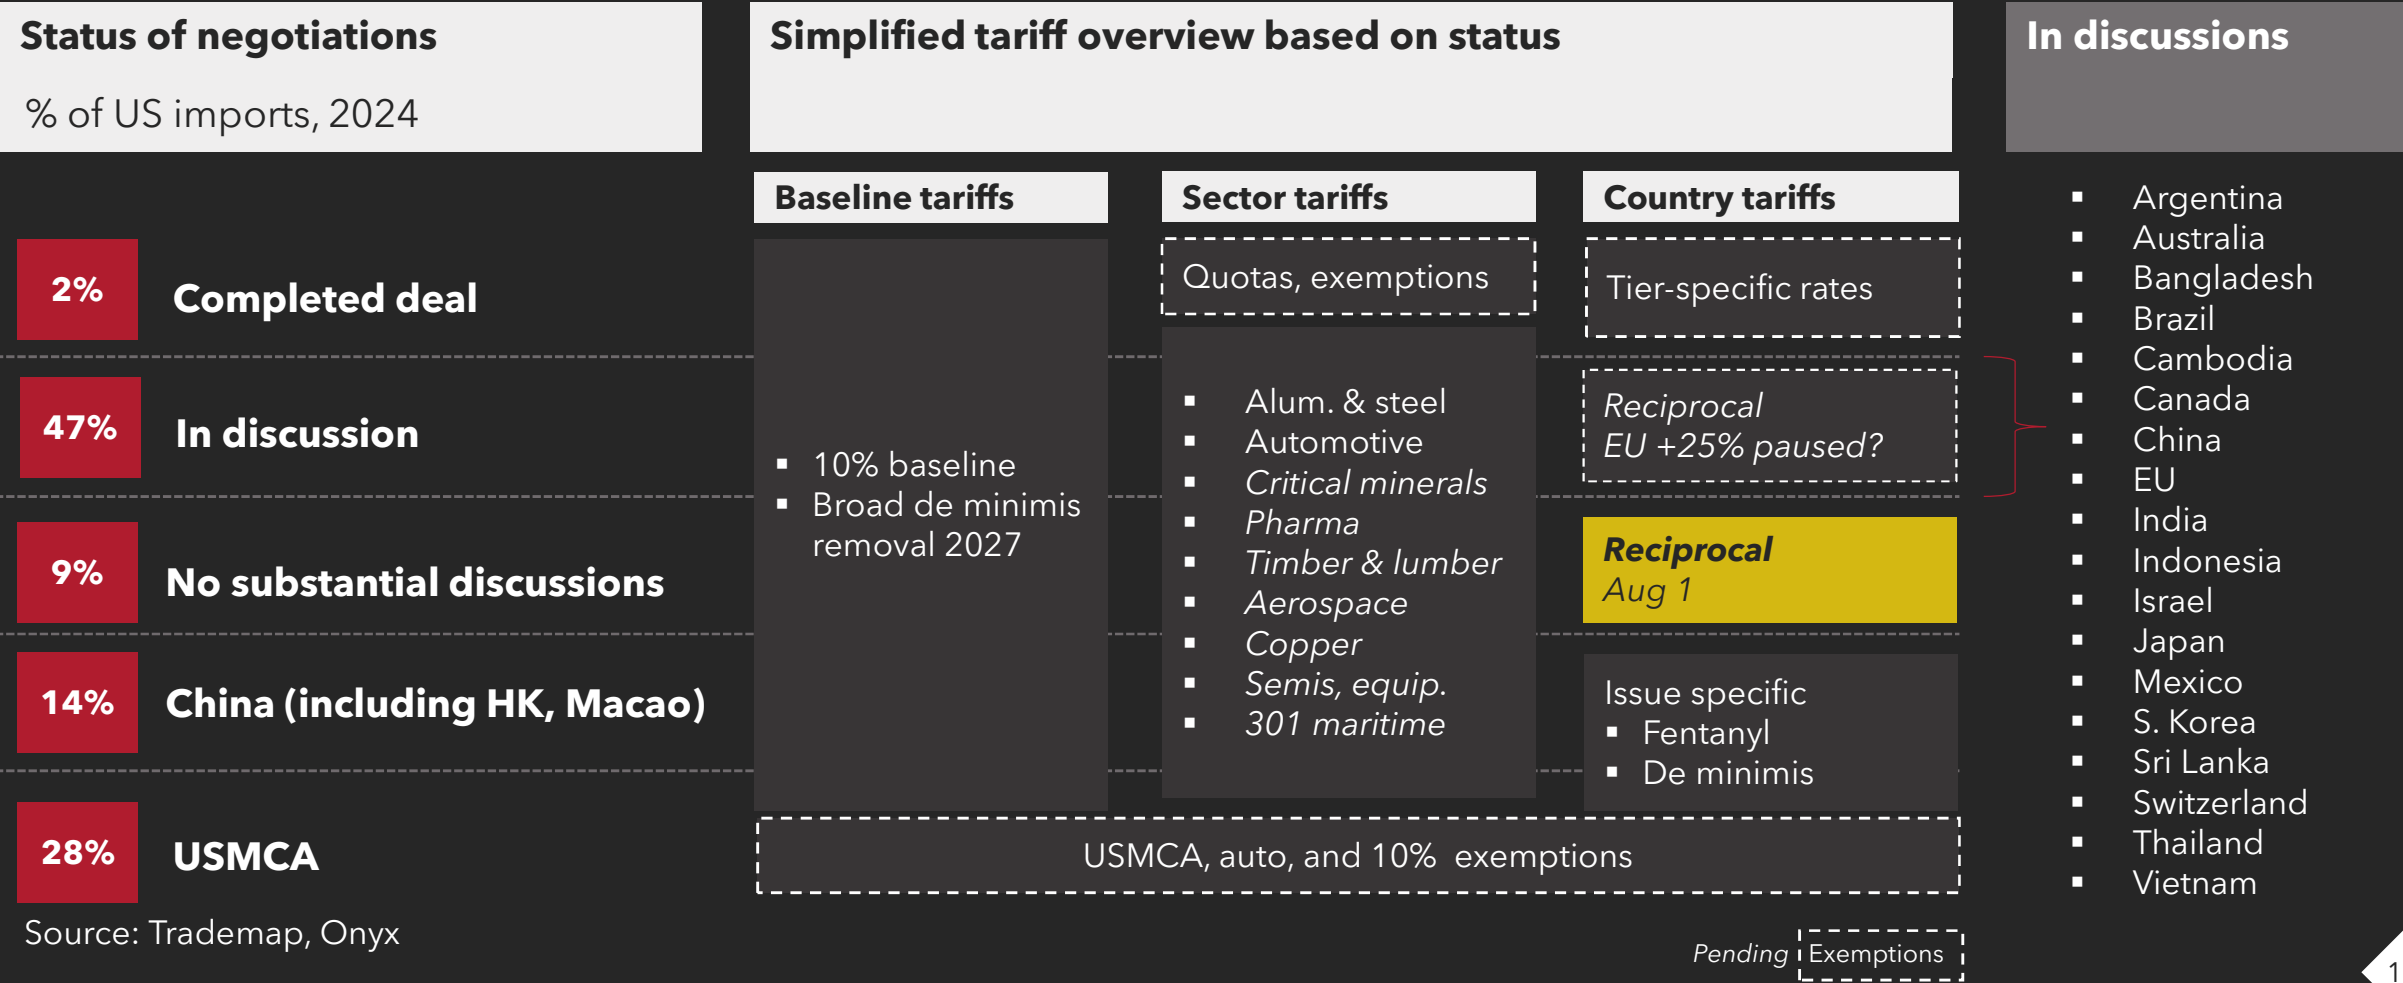 Status of negotiations
% of US imports, 2024
Simplified tariff overview based on status
In discussions
Baseline tariffs
Sector tariffs
Country tariffs
2%
Completed deal
47%
In discussion
9%
No substantial discussions
14%
China (including HK, Macao)
28%
USMCA
▪ 10% baseline
▪ Broad de minimis
removal 2027
Quotas, exemptions
▪ Alum. & steel
▪ Automotive
▪ Critical minerals
▪ Pharma
▪ Timber & lumber
▪ Aerospace
▪ Copper
▪ Semis, equip.
▪ 301 maritime
Tier-specific rates
Reciprocal
EU +25% paused?
Reciprocal
Aug 1
Issue specific
▪ Fentanyl
▪ De minimis
USMCA, auto, and 10% exemptions
▪ Argentina
▪ Australia
▪ Bangladesh
▪ Brazil
▪ Cambodia
▪ Canada
▪ China
▪ EU
▪ India
▪ Indonesia
▪ Israel
▪ Japan
▪ Mexico
▪ S. Korea
▪ Sri Lanka
▪ Switzerland
▪ Thailand
▪ Vietnam
Source: Trademap, Onyx
Pending
Exemptions
1